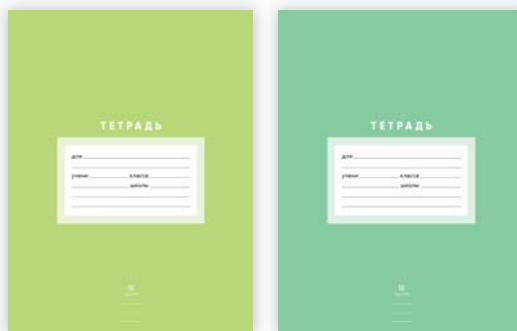 ТЕТРАДЬ
для
учени класса
школы
ТЕТРАДЬ
для
учени класса
школы